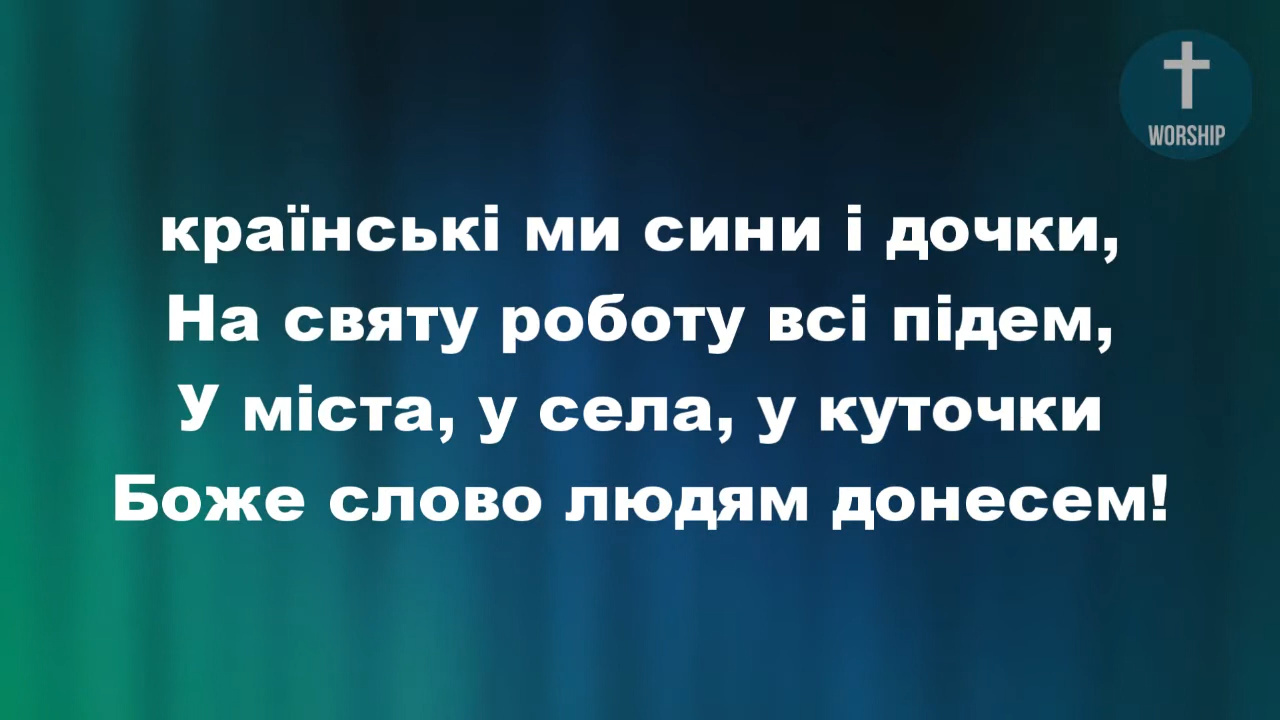 WORSHIP
країнські ми сини і дочки,
На святу роботу всі підем,
У міста, у села, у куточки
Боже слово людям донесем!